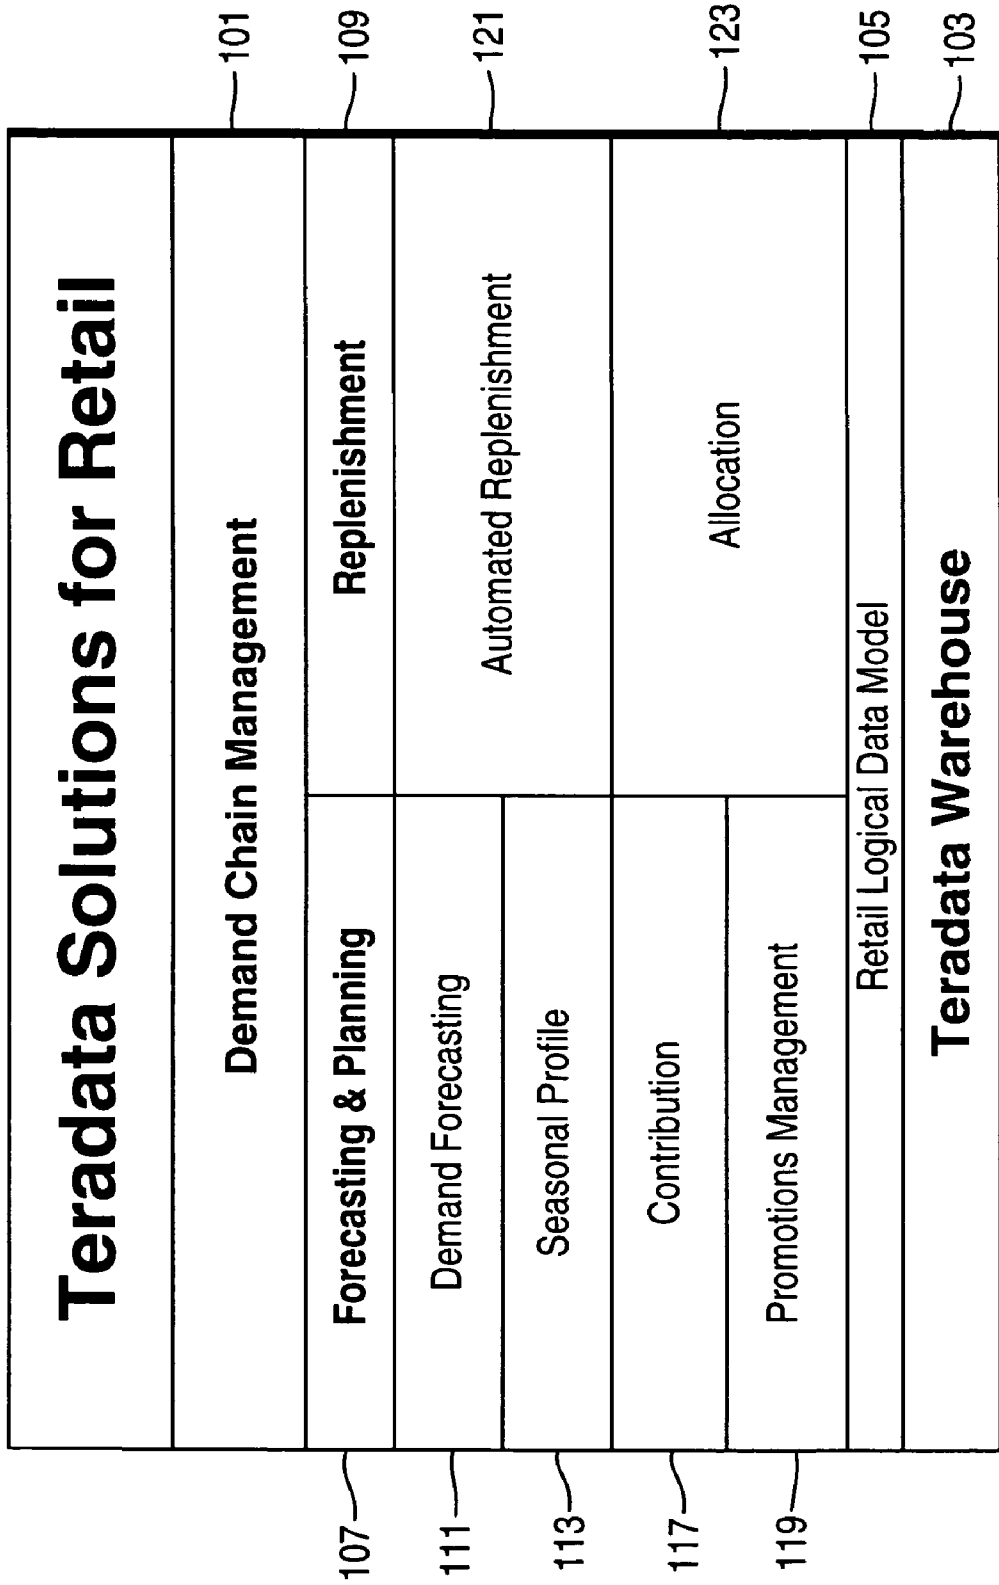 Teradata Solutions for Retail
Demand Chain Management
101
107
Forecasting & Planning
Replenishment
109
111
Demand Forecasting
Automated Replenishment
121
113
Seasonal Profile
117
Contribution
Allocation
123
119
Promotions Management
Retail Logical Data Model
105
Teradata Warehouse
103